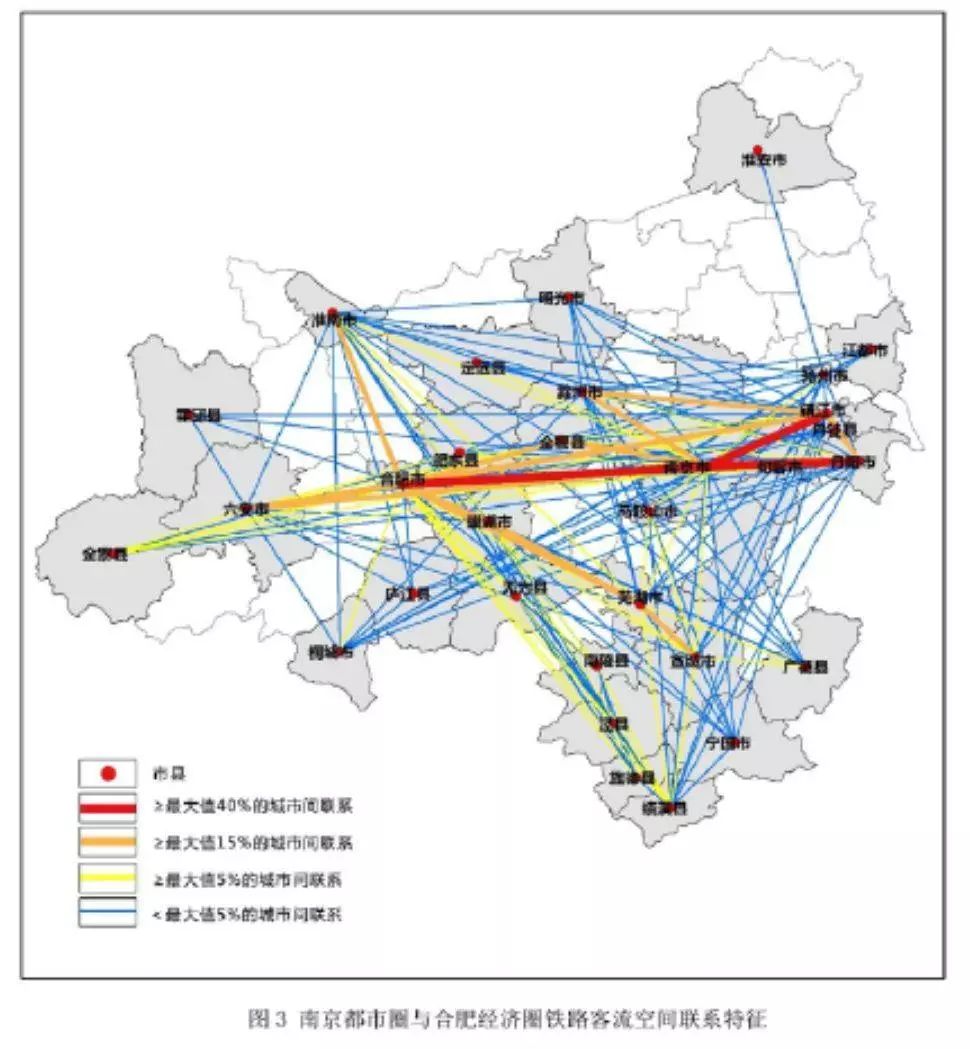 淮安市
淮南市
明光市
江都市
定远县
扬州市
滁州市
霍邱县
镇江市
丹徒县
全椒县
肥东县
南京市
句容市
丹阳市
合肥市
六安市
巢湖市
马鞍山市
金寨县
庐江县
无为县
芜湖市
桐城市
南陵县
宣城市
广德县
泾县
宁国市
旌德县
绩溪县
市县
≥最大值40%的城市间联系
≥最大值15%的城市间联系
≥最大值5%的城市间联系
<最大值5%的城市间联系
图3 南京都市圈与合肥经济圈铁路客流空间联系特征